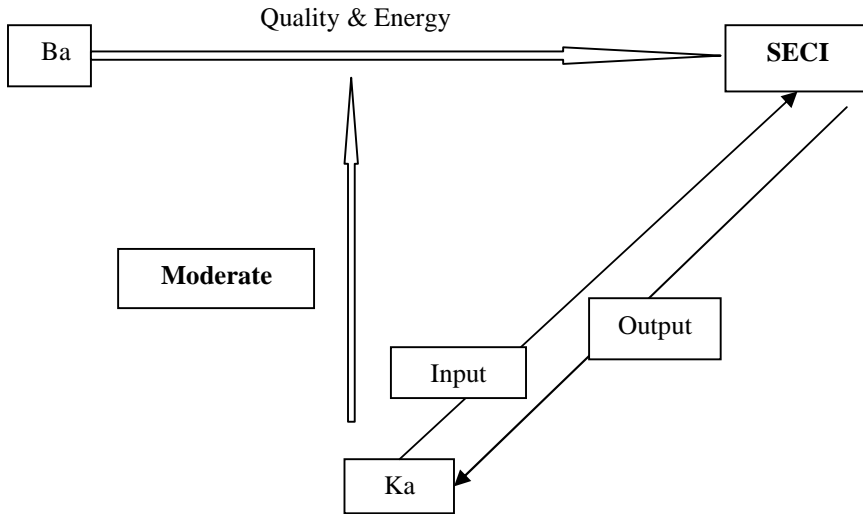 Quality & Energy
Ba
SECI
Moderate
Output
Input
Ka